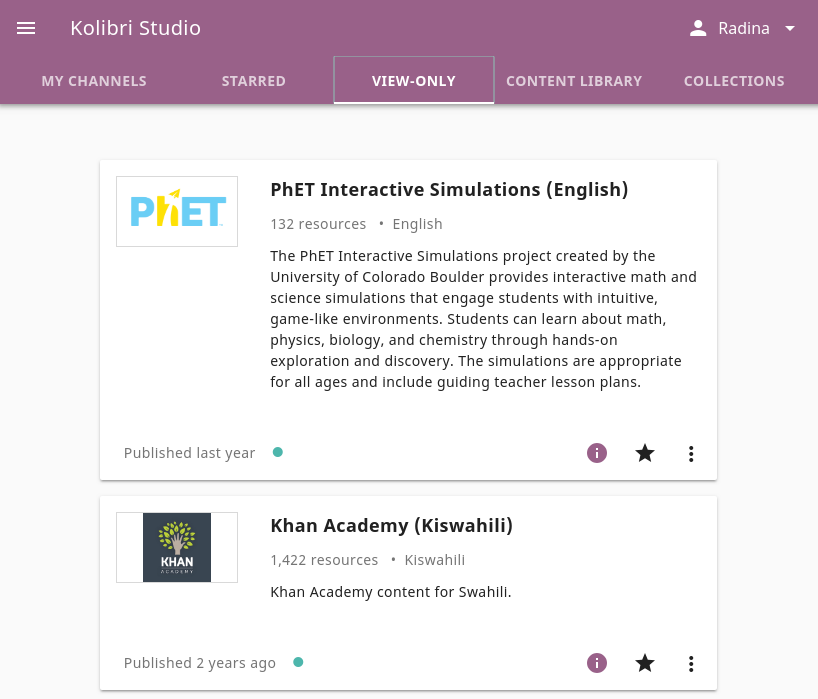 Kolibri Studio
Radina
MY CHANNELS STARRED VIEW-ONLY CONTENT LIBRARY COLLECTIONS
PhET
PhET Interactive Simulations (English)
132 resources • English
The PhET Interactive Simulations project created by the
University of Colorado Boulder provides interactive math and
science simulations that engage students with intuitive,
game-like environments. Students can learn about math,
physics, biology, and chemistry through hands-on
exploration and discovery. The simulations are appropriate
for all ages and include guiding teacher lesson plans.
Published last year
KHAN
ACADEMY
Khan Academy (Kiswahili)
1,422 resources • Kiswahili
Khan Academy content for Swahili.
Published 2 years ago